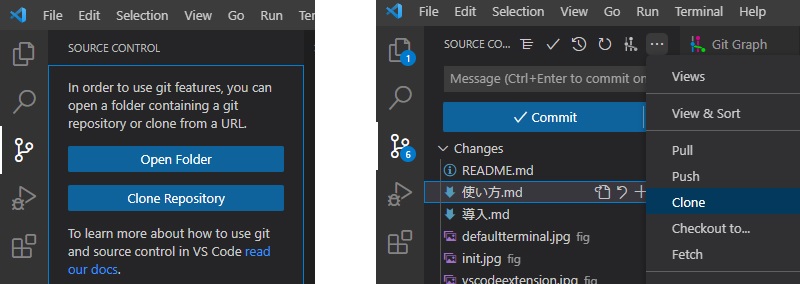 File Edit Selection View Go Run
SOURCE CONTROL
In order to use git features, you can
open a folder containing a git
repository or clone from a URL.
Open Folder
Clone Repository
To learn more about how to use git
and source control in VS Code read
our docs.
File Edit Selection View Go Run Terminal Help
SOURCE CO...
Git Graph
1
Message (Ctrl+Enter to commit on
Commit
6
Changes
README.md
使い方.md
導入.md
defaultterminal.jpg fig
init.jpg fig
vscodeextension.jpg fig
Views
View & Sort
Pull
Push
Clone
Checkout to...
Fetch